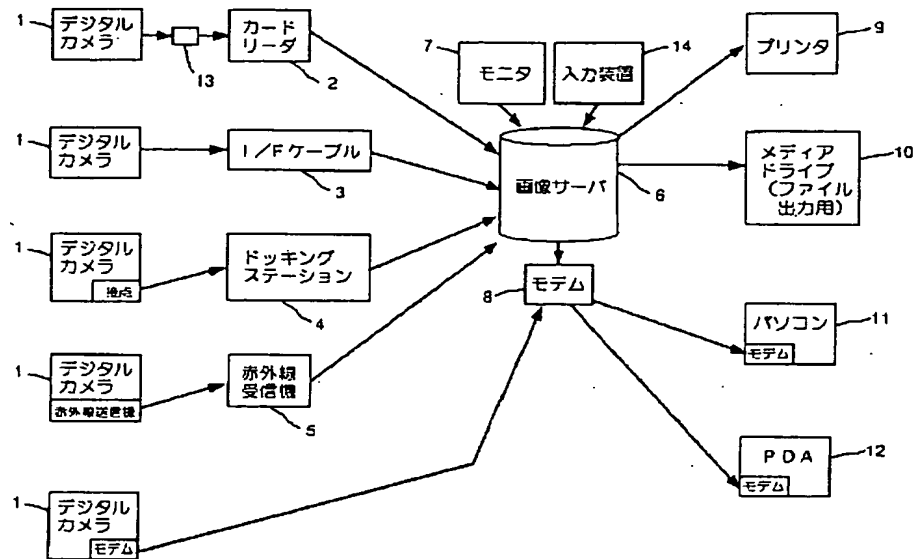 1
デジタル
カメラ
13
カード
リーダ
2
7
モニタ
入力装置
14
プリンタ
9
1
デジタル
カメラ
I/Fケーブル
3
画像サーバ
6
メディア
ドライブ
(ファイル
出力用)
10
1
デジタル
カメラ
接点
ドッキング
ステーション
4
8
モデム
パソコン
モデム
11
1
デジタル
カメラ
赤外線送信機
赤外線
受信機
5
PDA
モデム
12
1
デジタル
カメラ
モデム